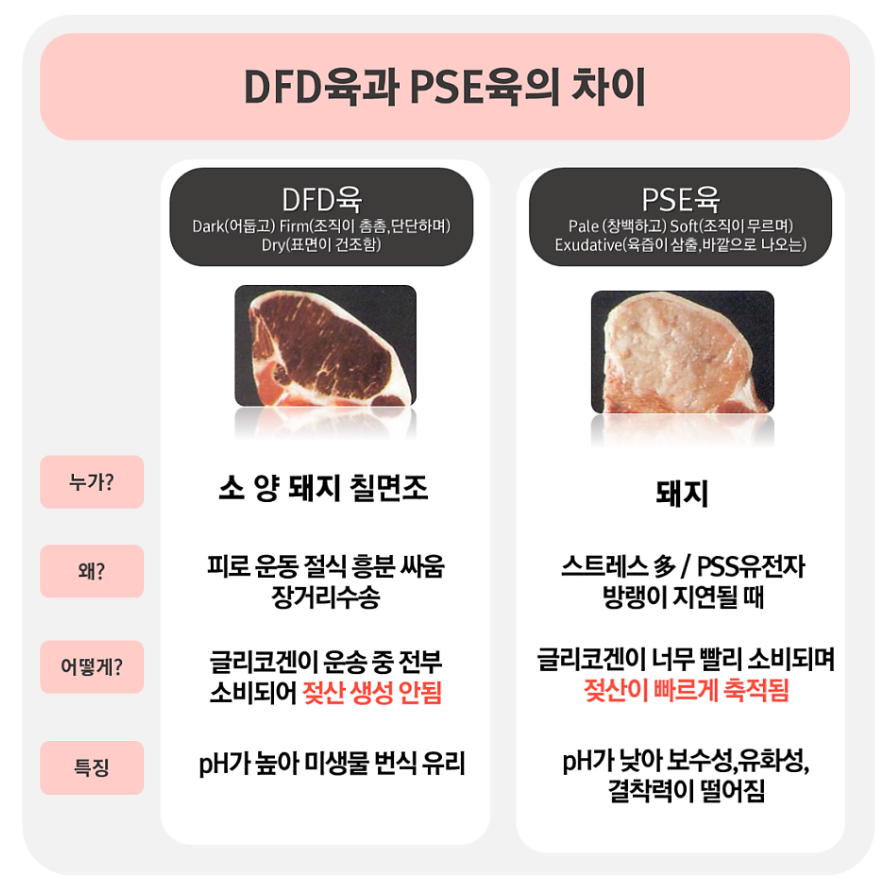 DFD육과 PSE육의 차이
DFD육
Dark(어둡고) Firm(조직이 촘촘,단단하며)
Dry(표면이 건조함)
PSE육
Pale (창백하고) Soft(조직이 무르며)
Exudative(육즙이 삼출,바깥으로 나오는)
누가?
소 양 돼지 칠면조
돼지
왜?
피로 운동 절식 흥분 싸움
장거리수송
스트레스 多 / PSS유전자
방랭이 지연될 때
어떻게?
글리코겐이 운송 중 전부
소비되어 젖산 생성 안됨
글리코겐이 너무 빨리 소비되며
젖산이 빠르게 축적됨
특징
pH가 높아 미생물 번식 유리
pH가 낮아 보수성,유화성,
결착력이 떨어짐